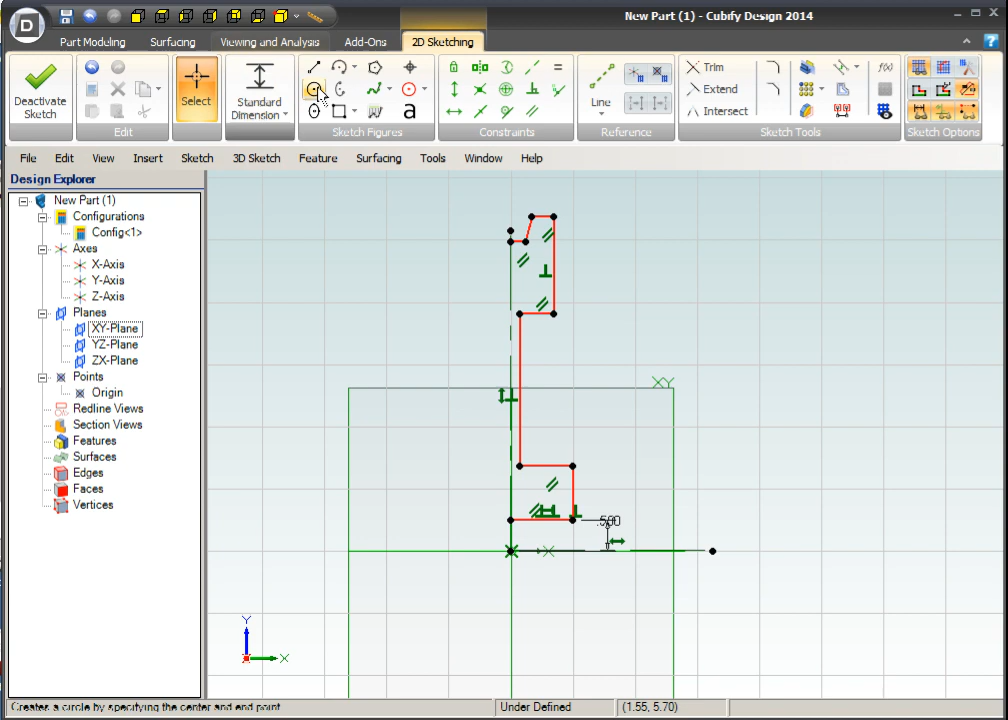 New Part (1) - Cubify Design 2014
D
Part Modeling Surfacing Viewing and Analysis Add-Ons 2D Sketching
?
Deactivate Sketch
Select
Standard Dimension
Line
Trim
Extend
Intersect
f(x)
a
Edit Sketch Figures Constraints Reference Sketch Tools Sketch Options
File Edit View Insert Sketch 3D Sketch Feature Surfacing Tools Window Help
Design Explorer
New Part (1)
Configurations
Config<1>
Axes
X-Axis
Y-Axis
Z-Axis
Planes
XY-Plane
YZ-Plane
ZX-Plane
Points
Origin
Redline Views
Section Views
Features
Surfaces
Edges
Faces
Vertices
XY
.500
X
Y
X
Creates a circle by specifying the center and end point Under Defined (1.55, 5.70)